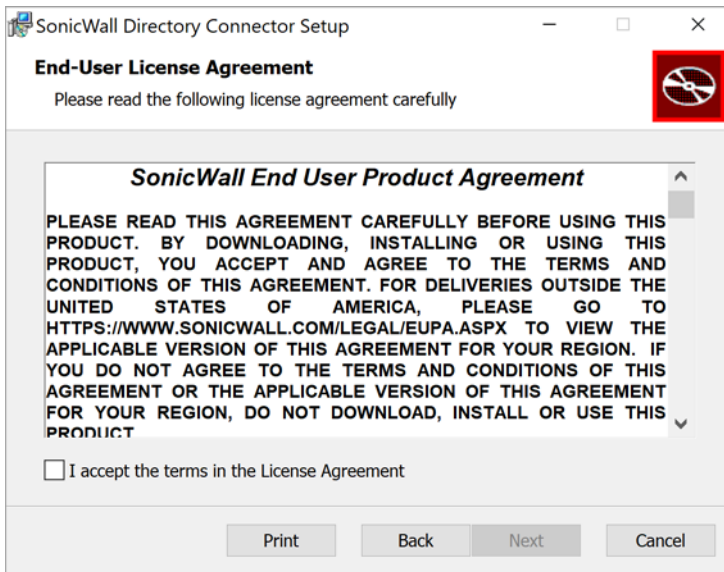 SonicWall Directory Connector Setup
End-User License Agreement
Please read the following license agreement carefully
SonicWall End User Product Agreement
PLEASE READ THIS AGREEMENT CAREFULLY BEFORE USING THIS
PRODUCT. BY DOWNLOADING, INSTALLING OR USING THIS
PRODUCT, YOU ACCEPT AND AGREE TO THE TERMS AND
CONDITIONS OF THIS AGREEMENT. FOR DELIVERIES OUTSIDE THE
UNITED STATES OF AMERICA, PLEASE GO TO
HTTPS://WWW.SONICWALL.COM/LEGAL/EUPA.ASPX TO VIEW THE
APPLICABLE VERSION OF THIS AGREEMENT FOR YOUR REGION. IF
YOU DO NOT AGREE TO THE TERMS AND CONDITIONS OF THIS
AGREEMENT OR THE APPLICABLE VERSION OF THIS AGREEMENT
FOR YOUR REGION, DO NOT DOWNLOAD, INSTALL OR USE THIS
PRODUCT
I accept the terms in the License Agreement
Print Back Next Cancel